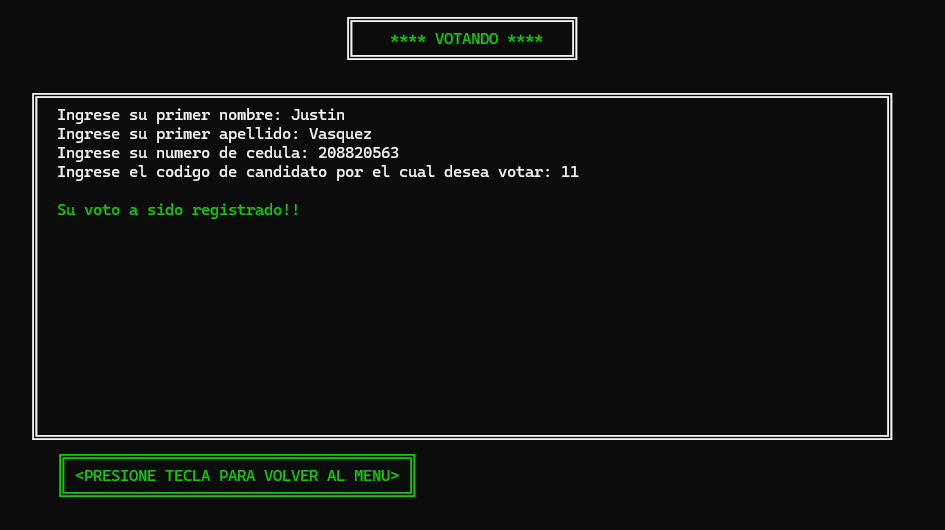 **** VOTANDO ****
Ingrese su primer nombre: Justin
Ingrese su primer apellido: Vasquez
Ingrese su numero de cedula: 208820563
Ingrese el codigo de candidato por el cual desea votar: 11
Su voto a sido registrado!!
<PRESIONE TECLA PARA VOLVER AL MENU>